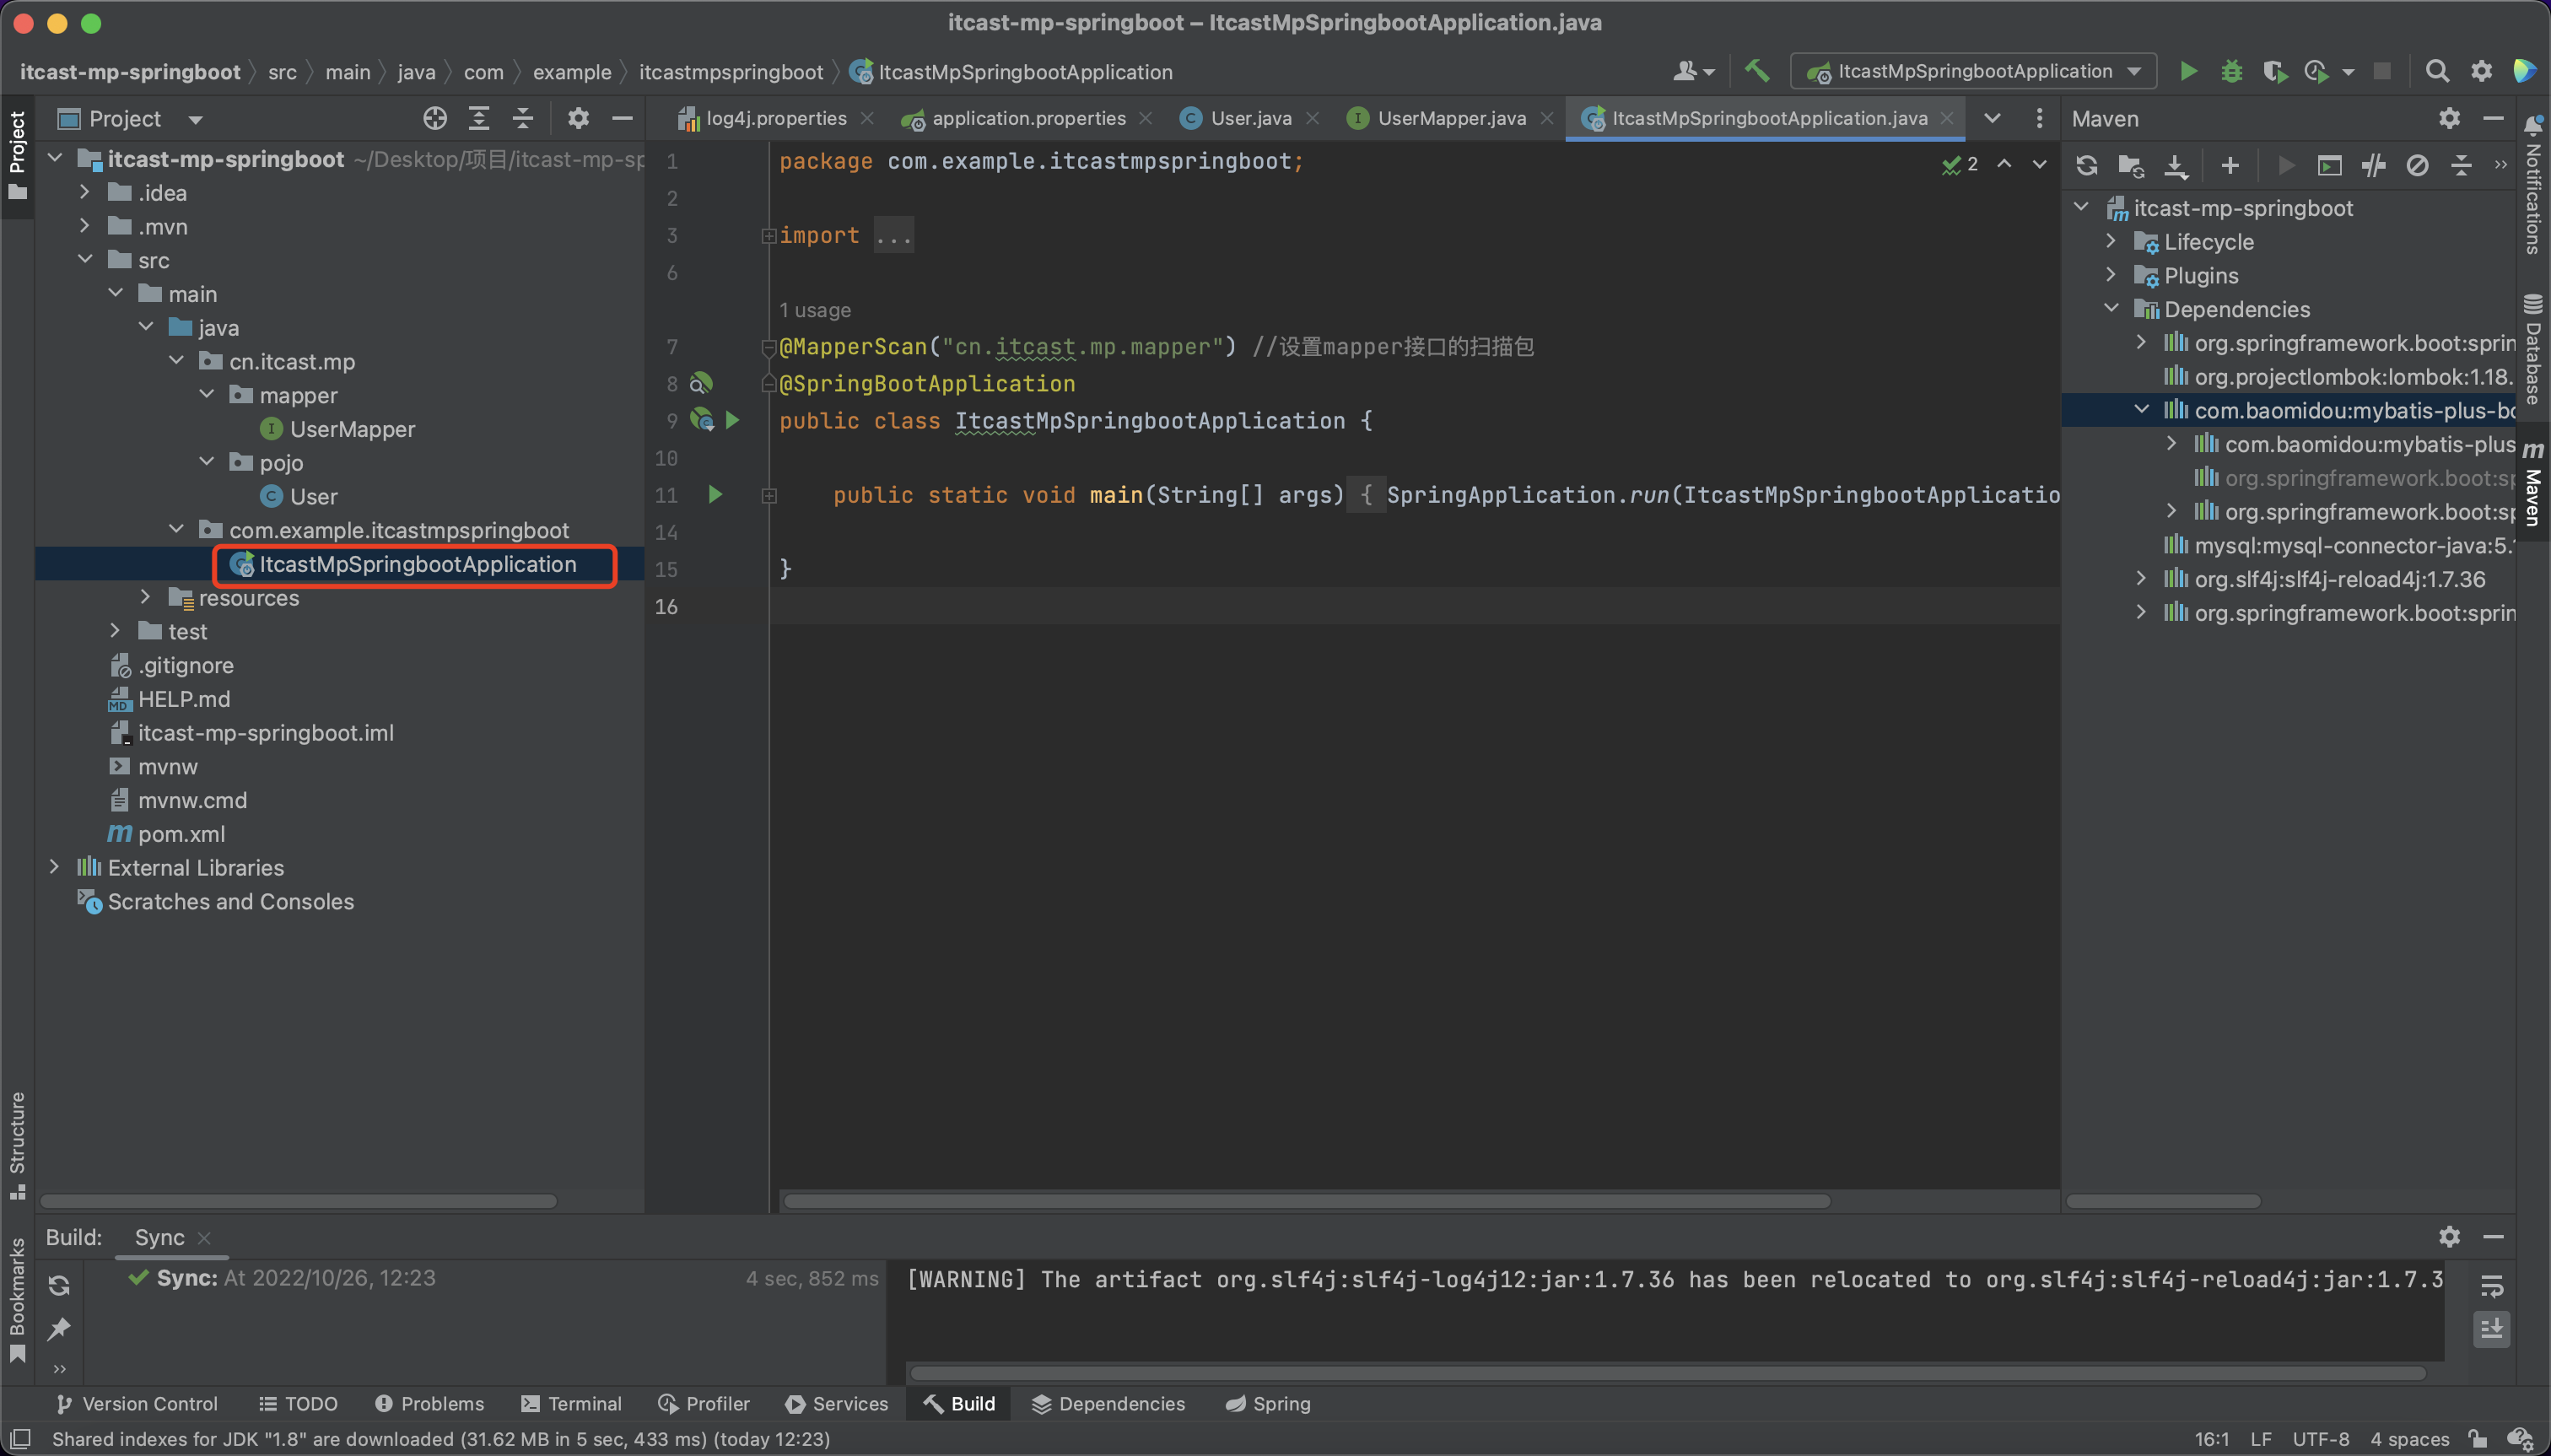 itcast-mp-springboot – ItcastMpSpringbootApplication.java
itcast-mp-springboot src main java com example itcastmpspringboot ItcastMpSpringbootApplication
ItcastMpSpringbootApplication
Project
Project
log4j.properties
application.properties
User.java
UserMapper.java
ItcastMpSpringbootApplication.java
Maven
itcast-mp-springboot ~/Desktop/项目/itcast-mp-sp
.idea
.mvn
src
main
java
cn.itcast.mp
mapper
UserMapper
pojo
User
com.example.itcastmpspringboot
ItcastMpSpringbootApplication
resources
test
.gitignore
HELP.md
itcast-mp-springboot.iml
mvnw
mvnw.cmd
pom.xml
External Libraries
Scratches and Consoles
1 package com.example.itcastmpspringboot;
2
3 import ...
6
1 usage
7 @MapperScan("cn.itcast.mp.mapper") //设置mapper接口的扫描包
8 @SpringBootApplication
9 public class ItcastMpSpringbootApplication {
10
11 public static void main(String[] args) { SpringApplication.run(ItcastMpSpringbootApplicatio
14
15 }
16
2
itcast-mp-springboot
Lifecycle
Plugins
Dependencies
org.springframework.boot:sprin
org.projectlombok:lombok:1.18.
com.baomidou:mybatis-plus-bo
com.baomidou:mybatis-plus
org.springframework.boot:sp
org.springframework.boot:sp
mysql:mysql-connector-java:5.1
org.slf4j:slf4j-reload4j:1.7.36
org.springframework.boot:sprin
Notifications
Database
Maven
Structure
Bookmarks
Build: Sync
Sync: At 2022/10/26, 12:23 4 sec, 852 ms
[WARNING] The artifact org.slf4j:slf4j-log4j12:jar:1.7.36 has been relocated to org.slf4j:slf4j-reload4j:jar:1.7.3
Version Control TODO Problems Terminal Profiler Services Build Dependencies Spring
Shared indexes for JDK "1.8" are downloaded (31.62 MB in 5 sec, 433 ms) (today 12:23)
16:1 LF UTF-8 4 spaces